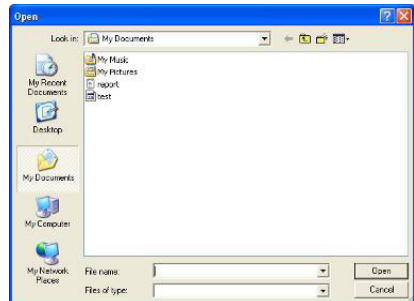 Open
Look in: My Documents
My Recent
Documents
Desktop
My Documents
My Computer
My Network
Places
My Music
My Pictures
report
test
File name:
Open
Files of type:
Cancel